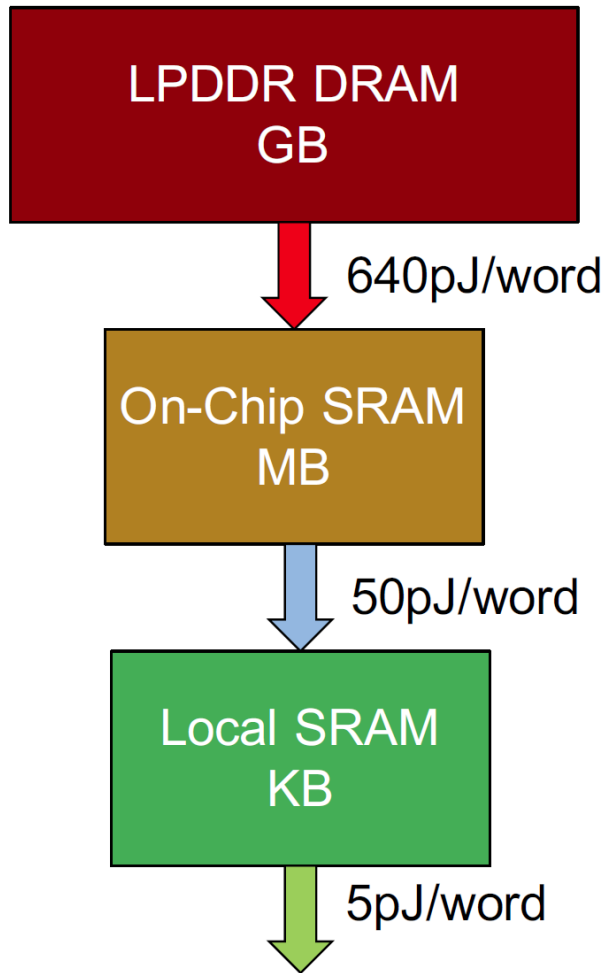 LPDDR DRAM
GB
640pJ/word
On-Chip SRAM
MB
50pJ/word
Local SRAM
KB
5pJ/word